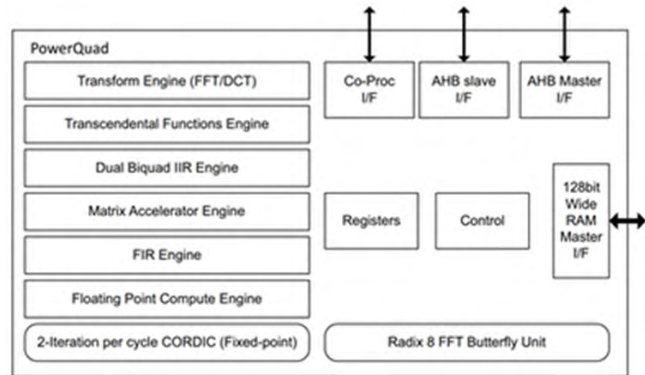 PowerQuad
Transform Engine (FFT/DCT)
Transcendental Functions Engine
Dual Biquad IIR Engine
Matrix Accelerator Engine
FIR Engine
Floating Point Compute Engine
2-Iteration per cycle CORDIC (Fixed-point)
Co-Proc
I/F
AHB slave
I/F
AHB Master
I/F
Registers
Control
128bit
Wide
RAM
Master
I/F
Radix 8 FFT Butterfly Unit